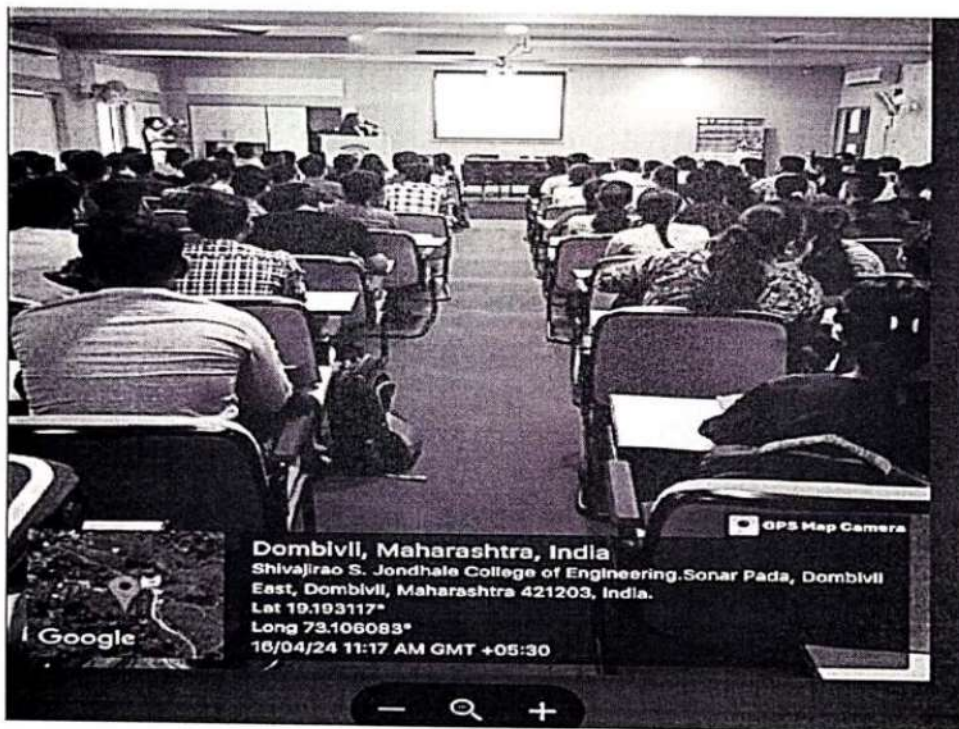 GPS Map Camera
Dombivli, Maharashtra, India
Shivajirao S. Jondhale College of Engineering.Sonar Pada, Dombivli
East, Dombivli, Maharashtra 421203, India.
Lat 19.193117°
Long 73.106083°
16/04/24 11:17 AM GMT +05:30
Google